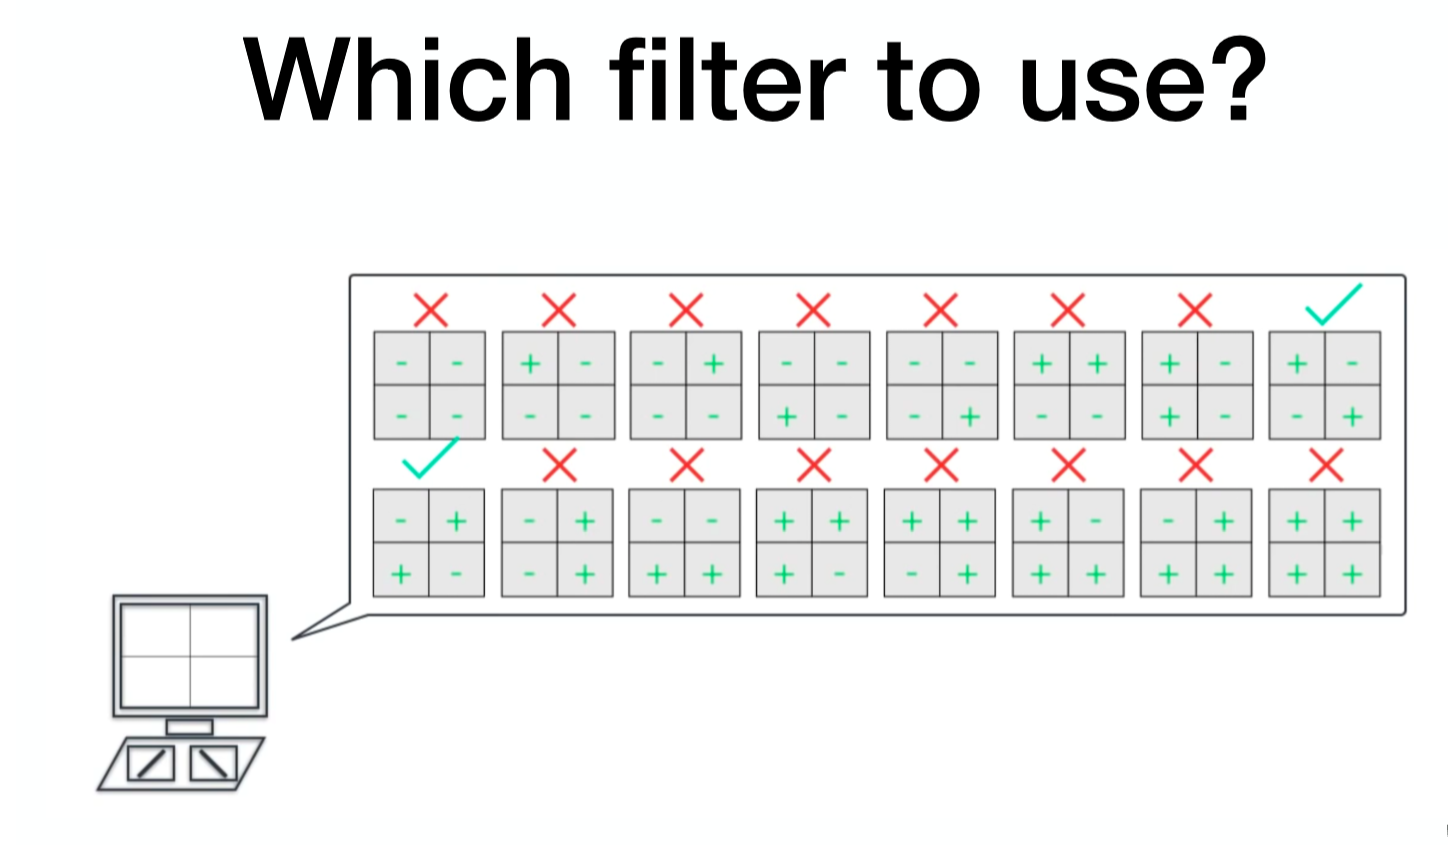 Which filter to use?
- - + - - + - - - - + + + - + -
- - - - - - + - - + - - + - - +
- + - + - - + + + + + - - + + +
+ - - + + + + - - + + + + + + +